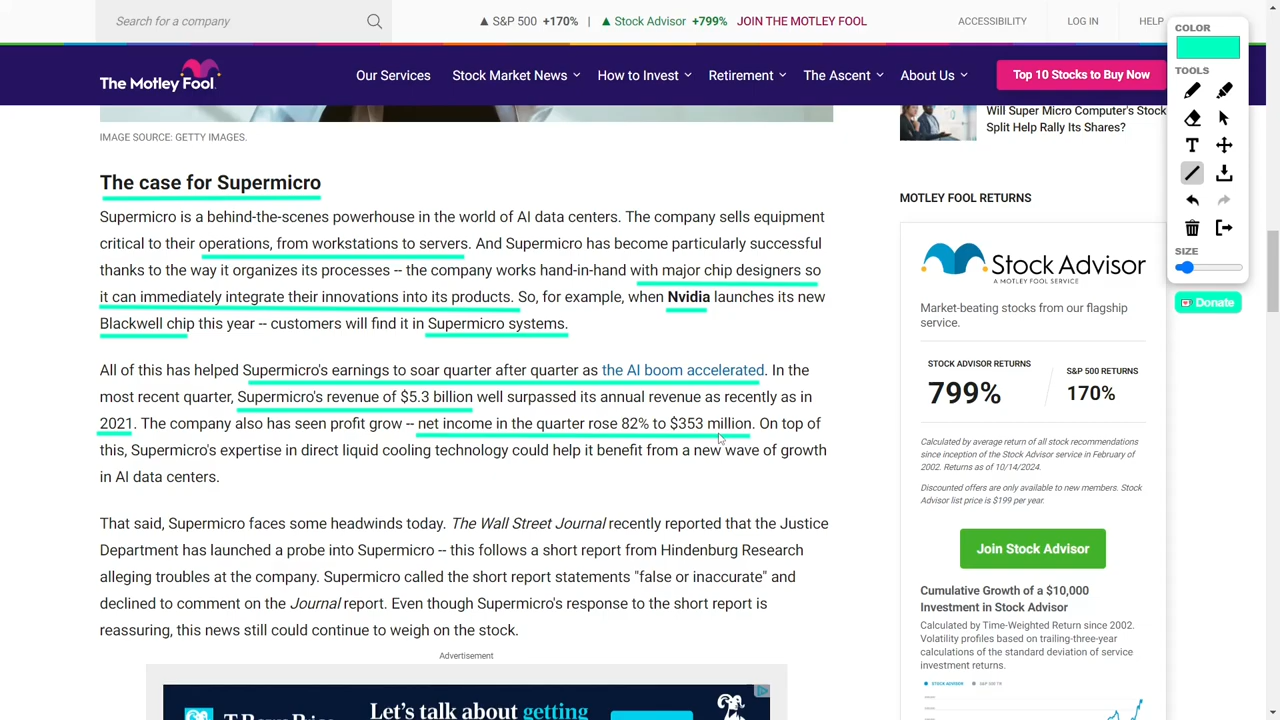 Search for a company
▲ S&P 500 +170% | ▲ Stock Advisor +799% JOIN THE MOTLEY FOOL
ACCESSIBILITY LOG IN HELP
The Motley Fool
Our Services Stock Market News How to Invest Retirement The Ascent About Us
Top 10 Stocks to Buy Now
COLOR
TOOLS
T
SIZE
Donate
IMAGE SOURCE: GETTY IMAGES.
The case for Supermicro
Supermicro is a behind-the-scenes powerhouse in the world of AI data centers. The company sells equipment
critical to their operations, from workstations to servers. And Supermicro has become particularly successful
thanks to the way it organizes its processes -- the company works hand-in-hand with major chip designers so
it can immediately integrate their innovations into its products. So, for example, when Nvidia launches its new
Blackwell chip this year -- customers will find it in Supermicro systems.
All of this has helped Supermicro's earnings to soar quarter after quarter as the AI boom accelerated. In the
most recent quarter, Supermicro's revenue of $5.3 billion well surpassed its annual revenue as recently as in
2021. The company also has seen profit grow -- net income in the quarter rose 82% to $353 million. On top of
this, Supermicro's expertise in direct liquid cooling technology could help it benefit from a new wave of growth
in AI data centers.
That said, Supermicro faces some headwinds today. The Wall Street Journal recently reported that the Justice
Department has launched a probe into Supermicro -- this follows a short report from Hindenburg Research
alleging troubles at the company. Supermicro called the short report statements "false or inaccurate" and
declined to comment on the Journal report. Even though Supermicro's response to the short report is
reassuring, this news still could continue to weigh on the stock.
Advertisement
Let's talk about getting
Will Super Micro Computer's Stock
Split Help Rally Its Shares?
MOTLEY FOOL RETURNS
Stock Advisor
A MOTLEY FOOL SERVICE
Market-beating stocks from our flagship
service.
STOCK ADVISOR RETURNS
799%
S&P 500 RETURNS
170%
Calculated by average return of all stock recommendations
since inception of the Stock Advisor service in February of
2002. Returns as of 10/14/2024.
Discounted offers are only available to new members. Stock
Advisor list price is $199 per year.
Join Stock Advisor
Cumulative Growth of a $10,000
Investment in Stock Advisor
Calculated by Time-Weighted Return since 2002.
Volatility profiles based on trailing-three-year
calculations of the standard deviation of service
investment returns.
STOCK ADVISOR